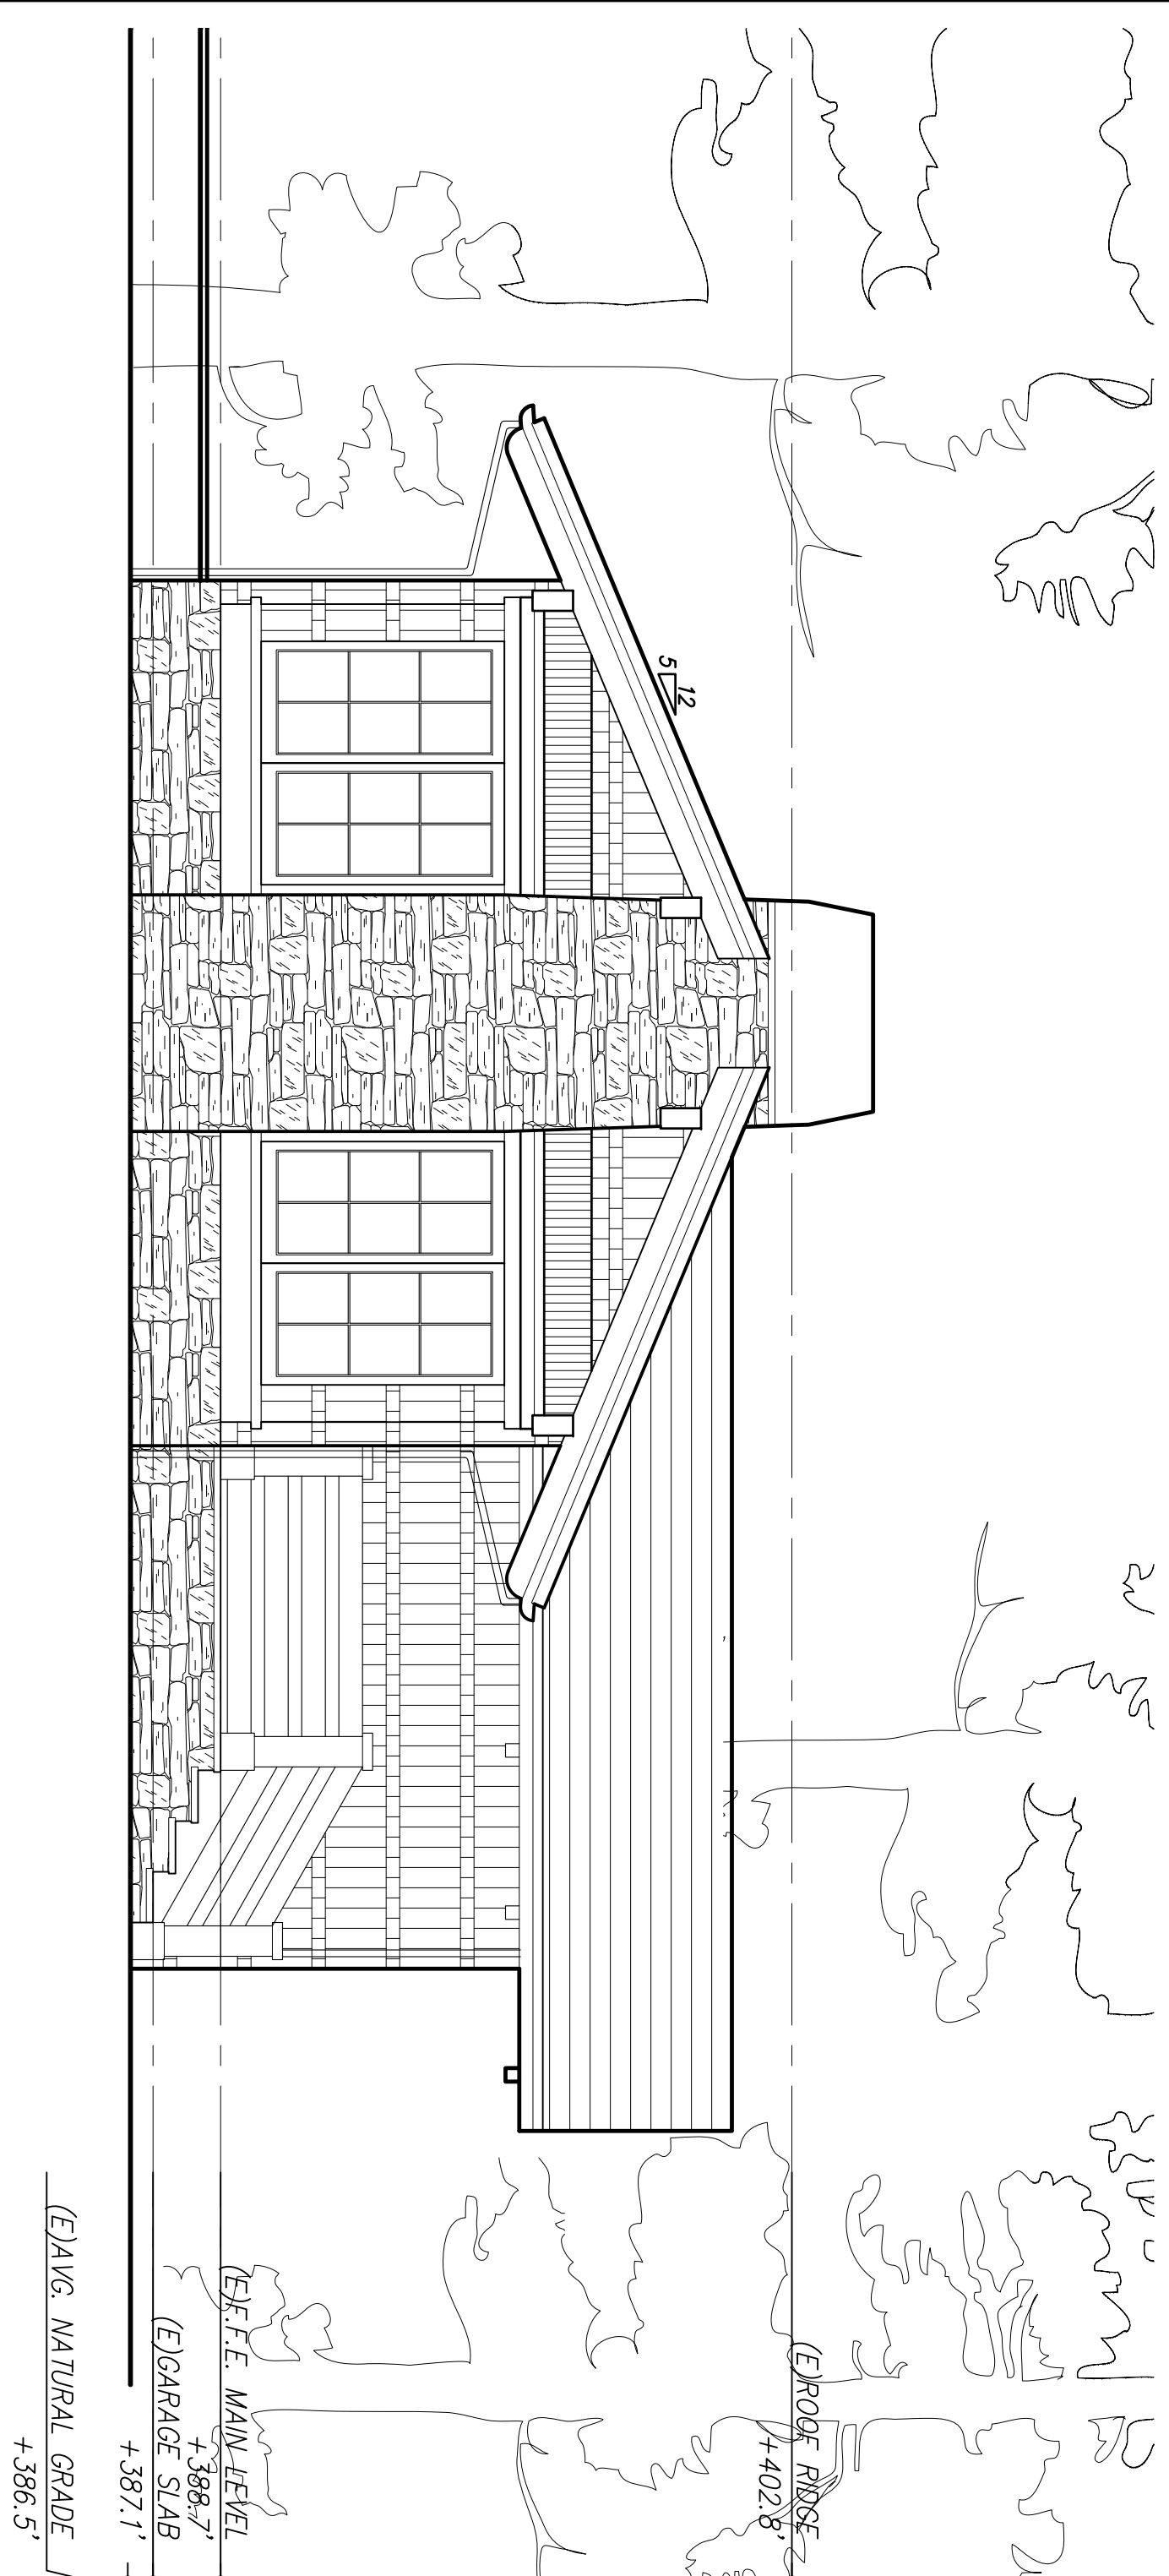 12
5
(E)ROOF RIDGE
+402.8'
(E)F.F.E. MAIN LEVEL
+388.7'
(E)GARAGE SLAB
+387.1'
(E)AVG. NATURAL GRADE
+386.5'